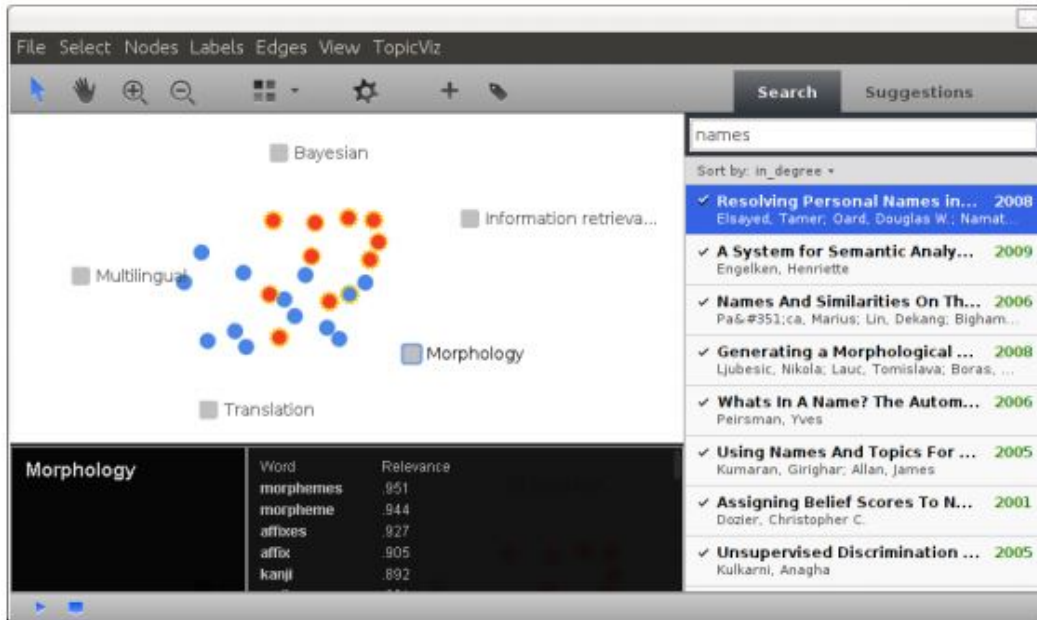 File Select Nodes Labels Edges View TopicViz
Search Suggestions
names
Sort by: in_degree
Bayesian
Information retrieva...
Multilingual
Morphology
Translation
Resolving Personal Names in... 2008
Elsayed, Tamer; Oard, Douglas W.; Namat...
A System for Semantic Analy... 2009
Engelken, Henriette
Names And Similarities On Th... 2006
Pa&#351;ca, Marius; Lin, Dekang; Bigham...
Generating a Morphological ... 2008
Ljubesic, Nikola; Lauc, Tomislava; Boras, ...
Whats In A Name? The Autom... 2006
Peirsman, Yves
Using Names And Topics For ... 2005
Kumaran, Girighar; Allan, James
Assigning Belief Scores To N... 2001
Dozier, Christopher C.
Unsupervised Discrimination ... 2005
Kulkarni, Anagha
Morphology
Word Relevance
morphemes .951
morpheme .944
affixes .927
affix .905
kanji .892